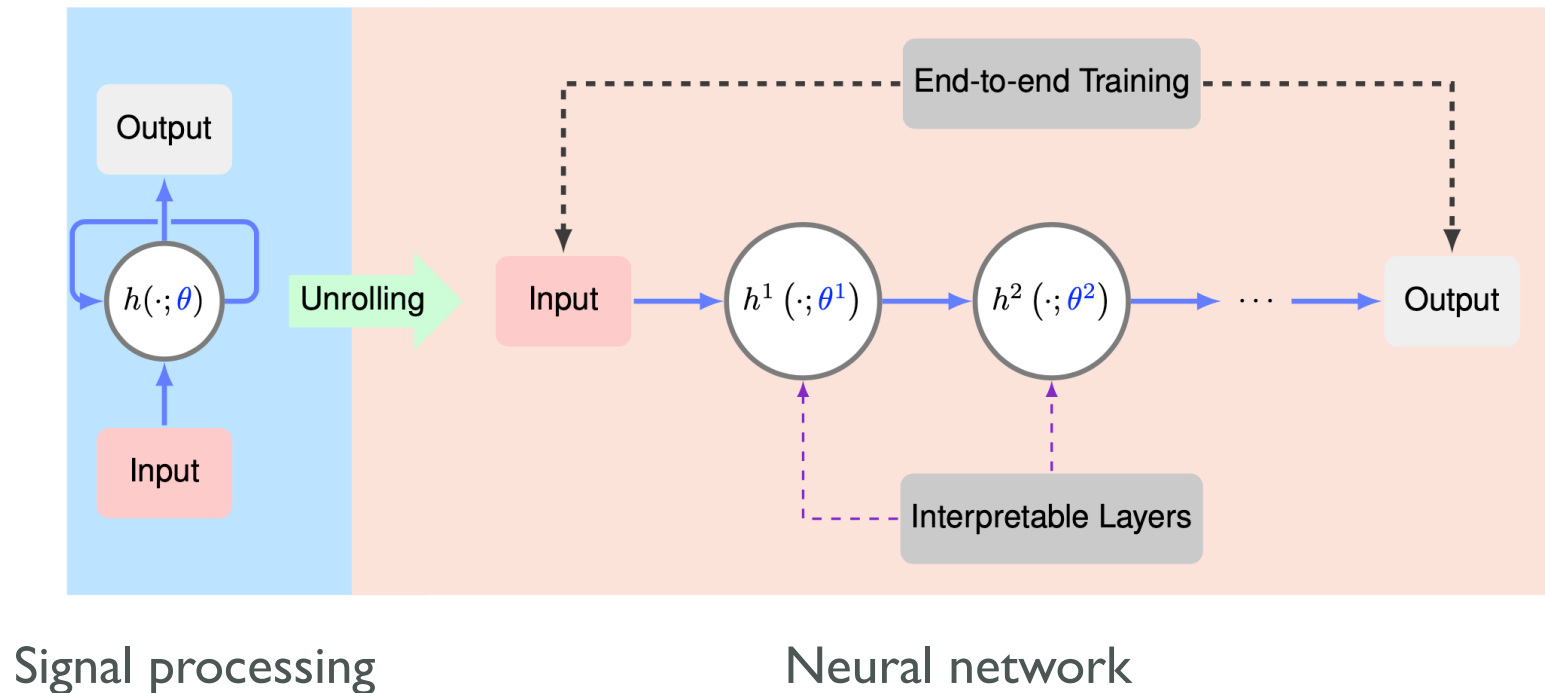 Output
h(·; θ)
Input
Unrolling
End-to-end Training
Input
h¹ (·; θ¹)
h² (·; θ²)
···
Output
Interpretable Layers
Signal processing
Neural network